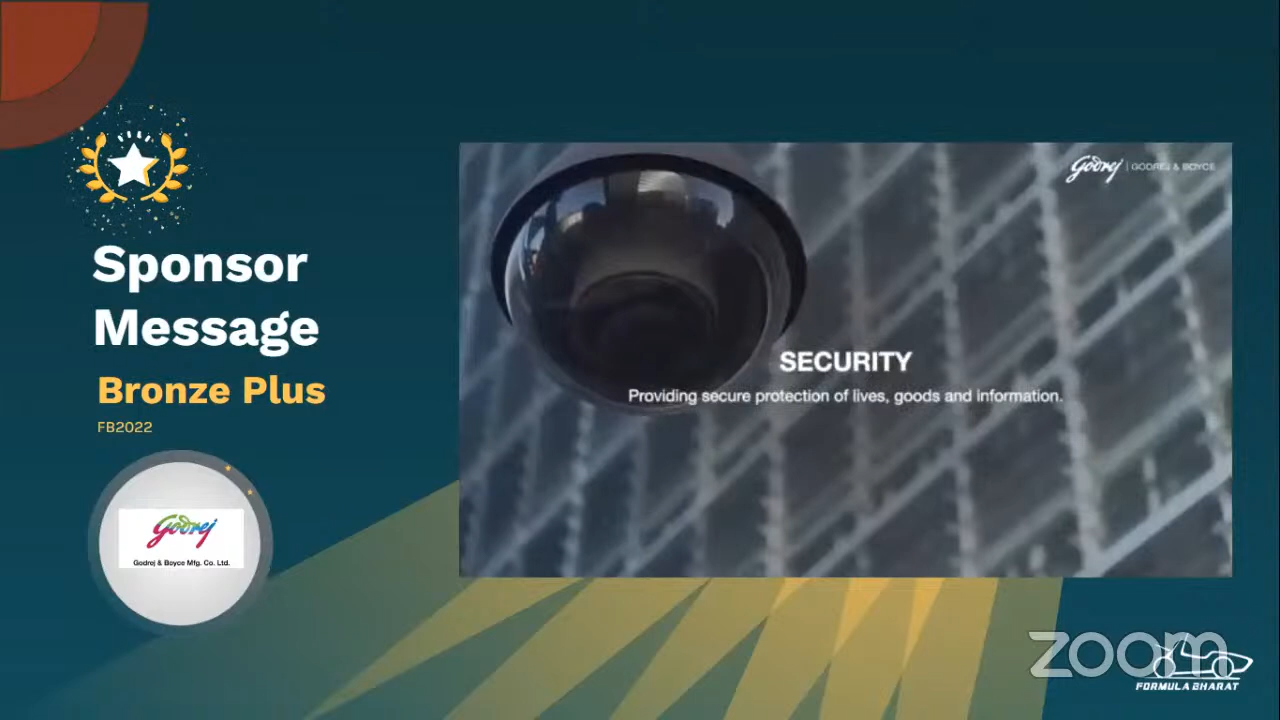 Sponsor
Message
Bronze Plus
FB2022
Godrej
Godrej & Boyce Mfg. Co. Ltd.
Godrej | GODREJ & BOYCE
SECURITY
Providing secure protection of lives, goods and information.
zoom
FORMULA BHARAT